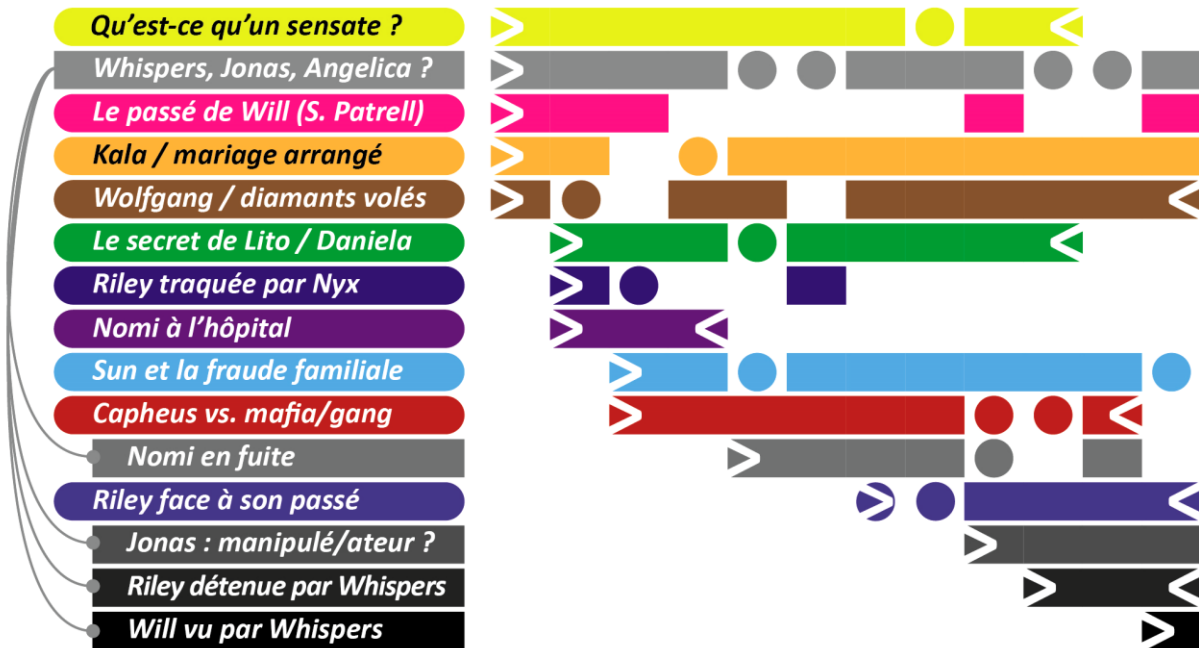 Qu’est-ce qu’un sensate ?
Whispers, Jonas, Angelica ?
Le passé de Will (S. Patrell)
Kala / mariage arrangé
Wolfgang / diamants volés
Le secret de Lito / Daniela
Riley traquée par Nyx
Nomi à l’hôpital
Sun et la fraude familiale
Capheus vs. mafia/gang
Nomi en fuite
Riley face à son passé
Jonas : manipulé/ateur ?
Riley détenue par Whispers
Will vu par Whispers